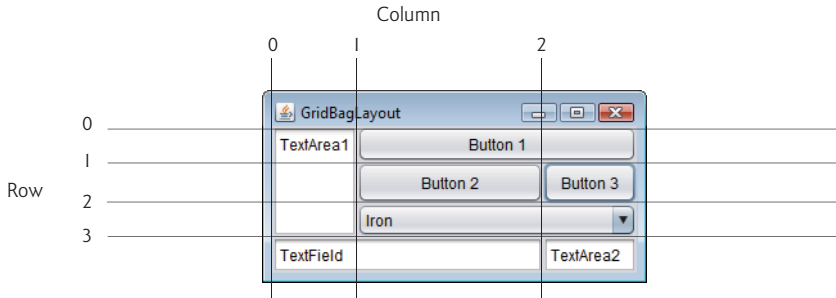 Column
0 1 2
GridBagLayout
0
TextArea1 Button 1
1
Row
Button 2 Button 3
2
Iron
3
TextField TextArea2